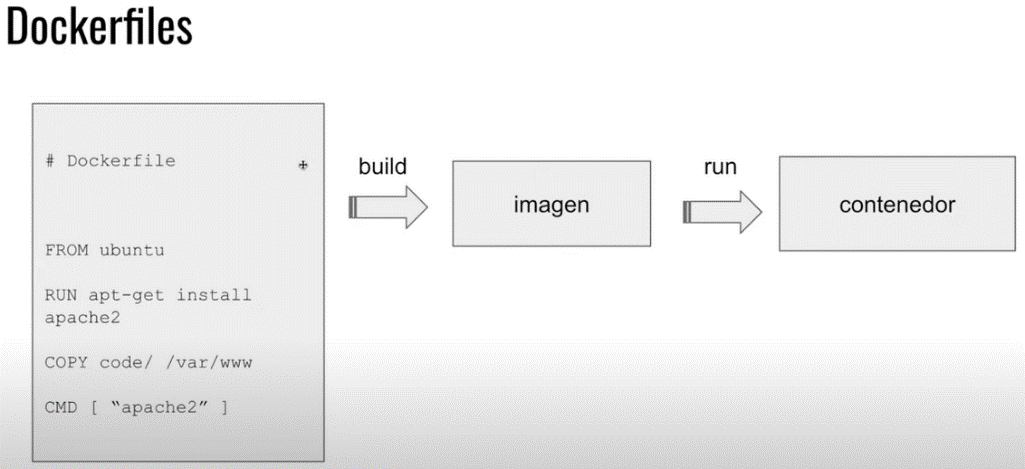 Dockerfiles
# Dockerfile
FROM ubuntu
RUN apt-get install
apache2
COPY code/ /var/www
CMD [ “apache2” ]
build
imagen
run
contenedor